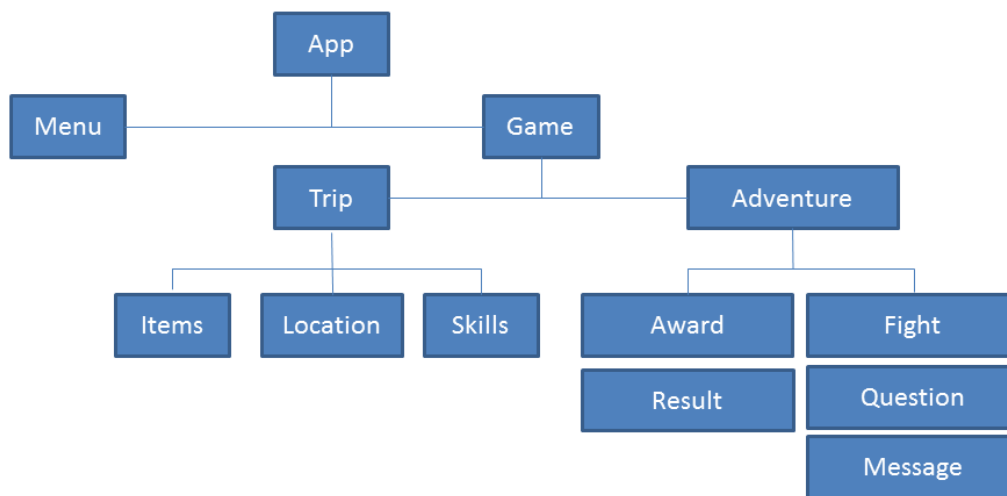 App
Menu
Game
Trip
Adventure
Items
Location
Skills
Award
Fight
Result
Question
Message